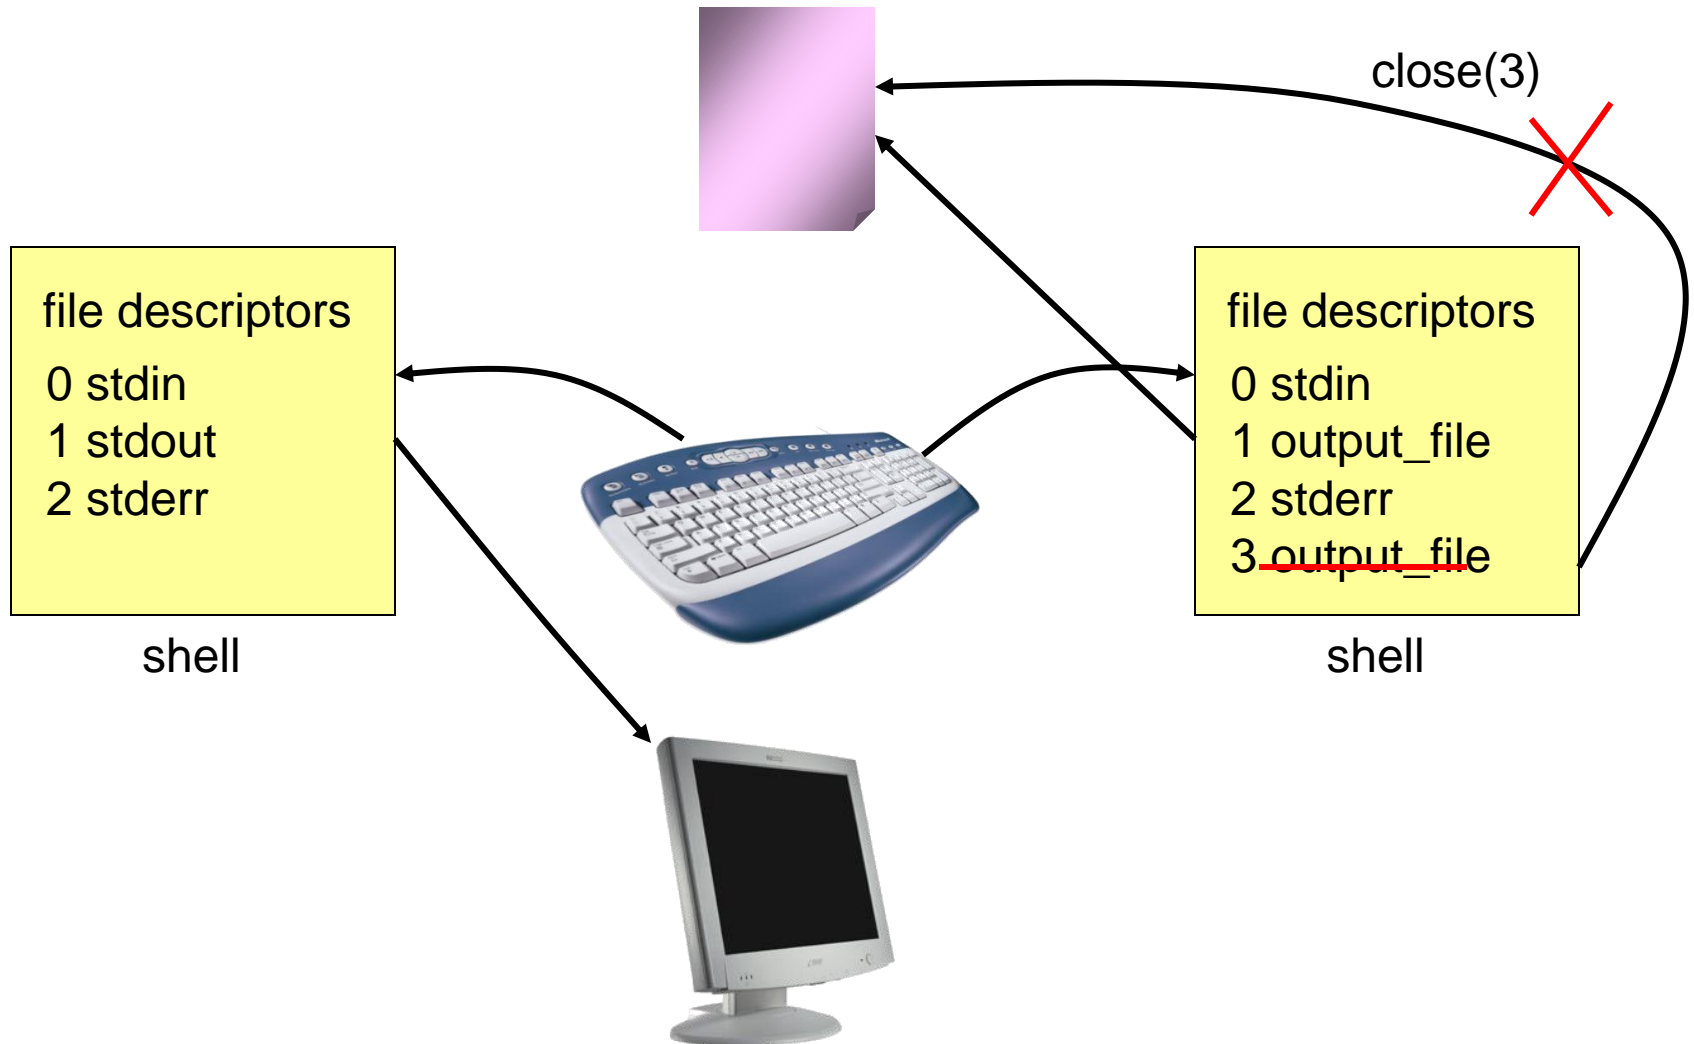 close(3)
file descriptors
0 stdin
1 stdout
2 stderr
shell
file descriptors
0 stdin
1 output_file
2 stderr
3 output_file
shell